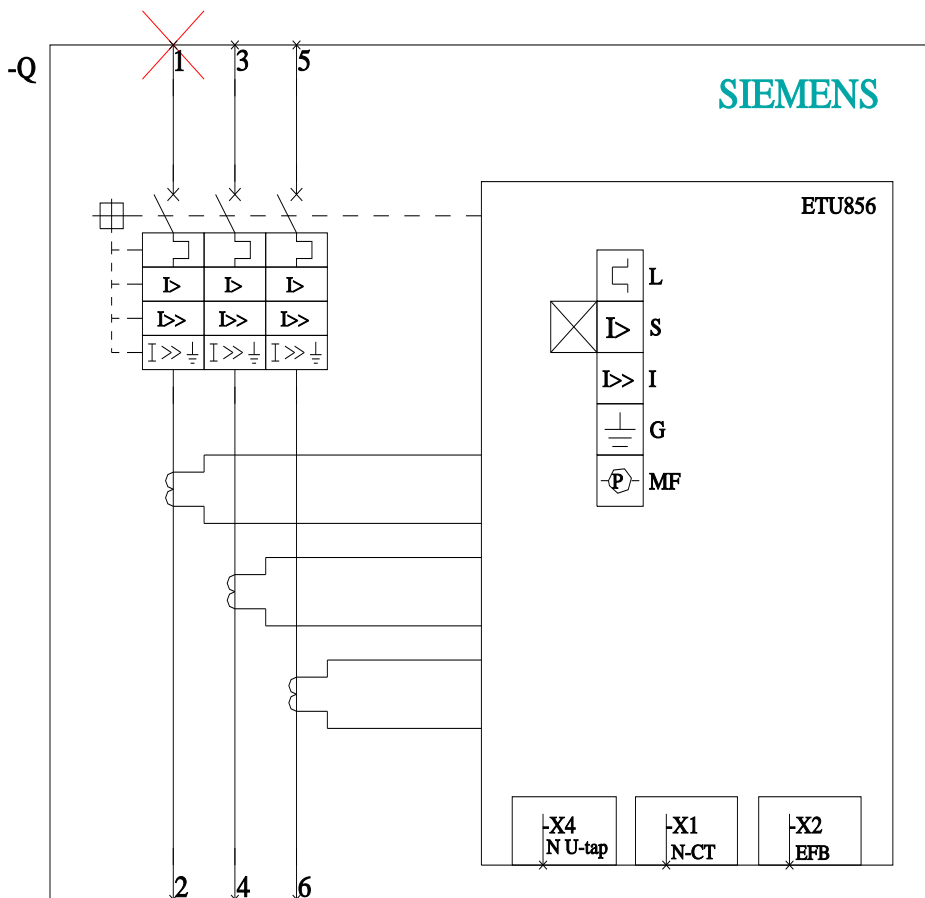 1 3 5
-Q
SIEMENS
ETU856
L
I> I> I>
I> S
I>> I>> I>>
I>> I>> I>>
I>> I
G
P MF
-X4 -X1 -X2
N U-tap N-CT EFB
2 4 6